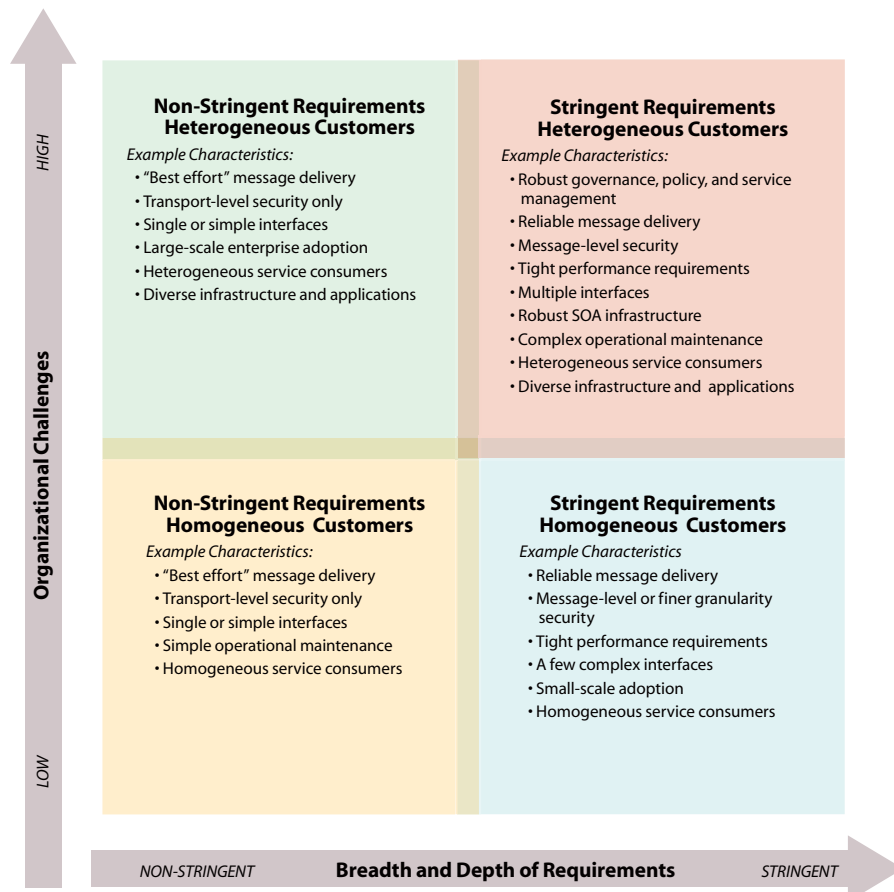 HIGH
Organizational Challenges
LOW
Non-Stringent Requirements
Heterogeneous Customers
Example Characteristics:
• “Best effort” message delivery
• Transport-level security only
• Single or simple interfaces
• Large-scale enterprise adoption
• Heterogeneous service consumers
• Diverse infrastructure and applications
Stringent Requirements
Heterogeneous Customers
Example Characteristics:
• Robust governance, policy, and service
management
• Reliable message delivery
• Message-level security
• Tight performance requirements
• Multiple interfaces
• Robust SOA infrastructure
• Complex operational maintenance
• Heterogeneous service consumers
• Diverse infrastructure and applications
Non-Stringent Requirements
Homogeneous Customers
Example Characteristics:
• “Best effort” message delivery
• Transport-level security only
• Single or simple interfaces
• Simple operational maintenance
• Homogeneous service consumers
Stringent Requirements
Homogeneous Customers
Example Characteristics
• Reliable message delivery
• Message-level or finer granularity
security
• Tight performance requirements
• A few complex interfaces
• Small-scale adoption
• Homogeneous service consumers
NON-STRINGENT
Breadth and Depth of Requirements
STRINGENT